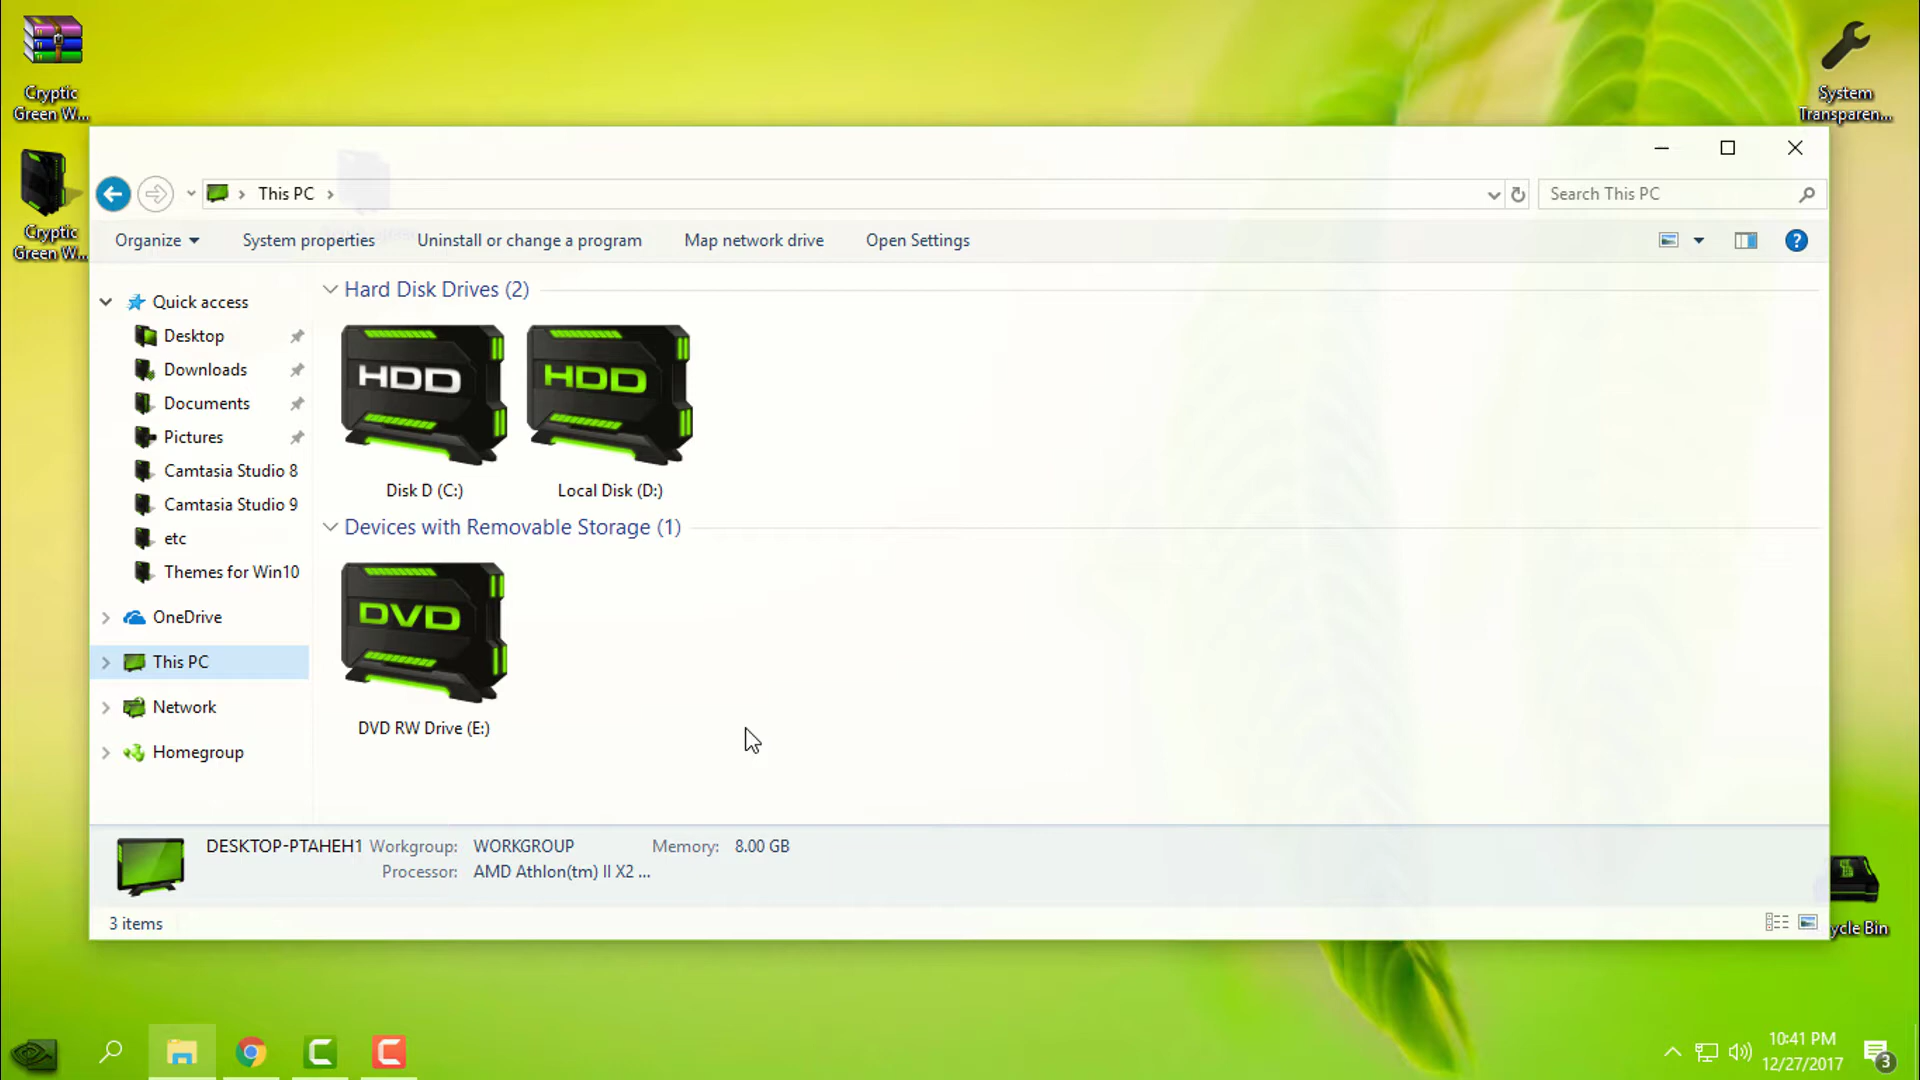 Cryptic
Green W...
System
Transparen...
Cryptic
Green W...
This PC
Search This PC
Organize
System properties
Uninstall or change a program
Map network drive
Open Settings
Quick access
Desktop
Downloads
Documents
Pictures
Camtasia Studio 8
Camtasia Studio 9
etc
Themes for Win10
OneDrive
This PC
Network
Homegroup
Hard Disk Drives (2)
HDD
HDD
Disk D (C:)
Local Disk (D:)
Devices with Removable Storage (1)
DVD
DVD RW Drive (E:)
DESKTOP-PTAHEH1 Workgroup: WORKGROUP Memory: 8.00 GB
Processor: AMD Athlon(tm) II X2 ...
3 items
ycle Bin
10:41 PM
12/27/2017
3